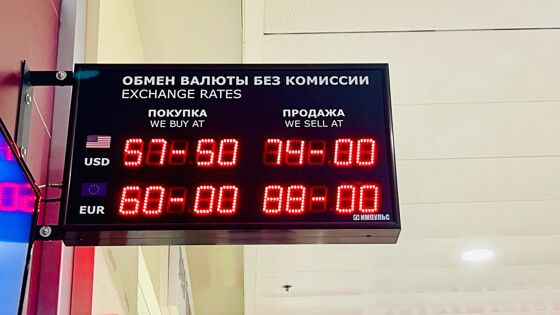 ОБМЕН ВАЛЮТЫ БЕЗ КОМИССИИ
EXCHANGE RATES
ПОКУПКА ПРОДАЖА
WE BUY AT WE SELL AT
USD 57-50 74-00
EUR 60-00 88-00
ИМПУЛЬС